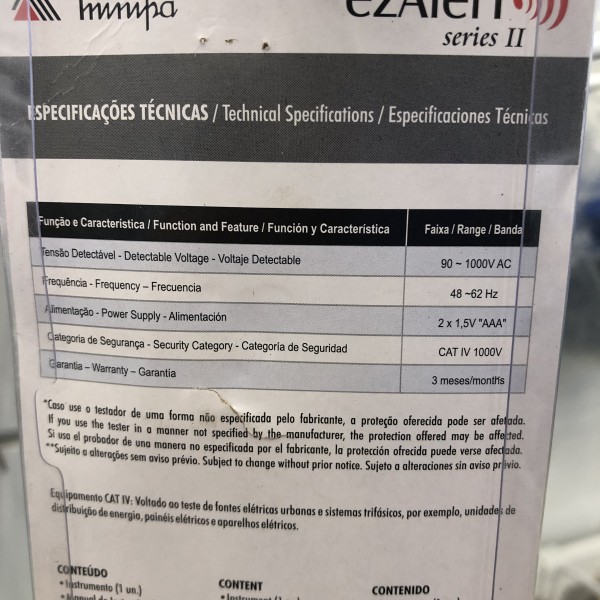 minipa
ezAlert
series II
ESPECIFICAÇÕES TÉCNICAS / Technical Specifications / Especificaciones Técnicas
Função e Caracteristica / Function and Feature / Función y Característica Faixa / Range / Banda
Tensão Detectável - Detectable Voltage - Voltaje Detectable 90 ~ 1000V AC
Frequência - Frequency – Frecuencia 48 ~62 Hz
Alimentação - Power Supply - Alimentación 2 x 1,5V "AAA"
Categoria de Segurança - Security Category - Categoría de Seguridad CAT IV 1000V
Garantia – Warranty – Garantia 3 meses/months
*Caso use o testador de uma forma não especificada pelo fabricante, a proteção oferecida pode ser afetada.
If you use the tester in a manner not specified by the manufacturer, the protection offered may be affected.
Si usa el probador de una manera no especificada por el fabricante, la protección ofrecida puede verse afectada.
**Sujeito a alterações sem aviso prévio. Subject to change without prior notice. Sujeto a alteraciones sin aviso prévio.
Equipamento CAT IV: Voltado ao teste de fontes elétricas urbanas e sistemas trifásicos, por exemplo, unidades de
distribuição de energia, painéis elétricos e aparelhos elétricos.
CONTEÚDO
• Instrumento (1 un.)
CONTENT
CONTENIDO